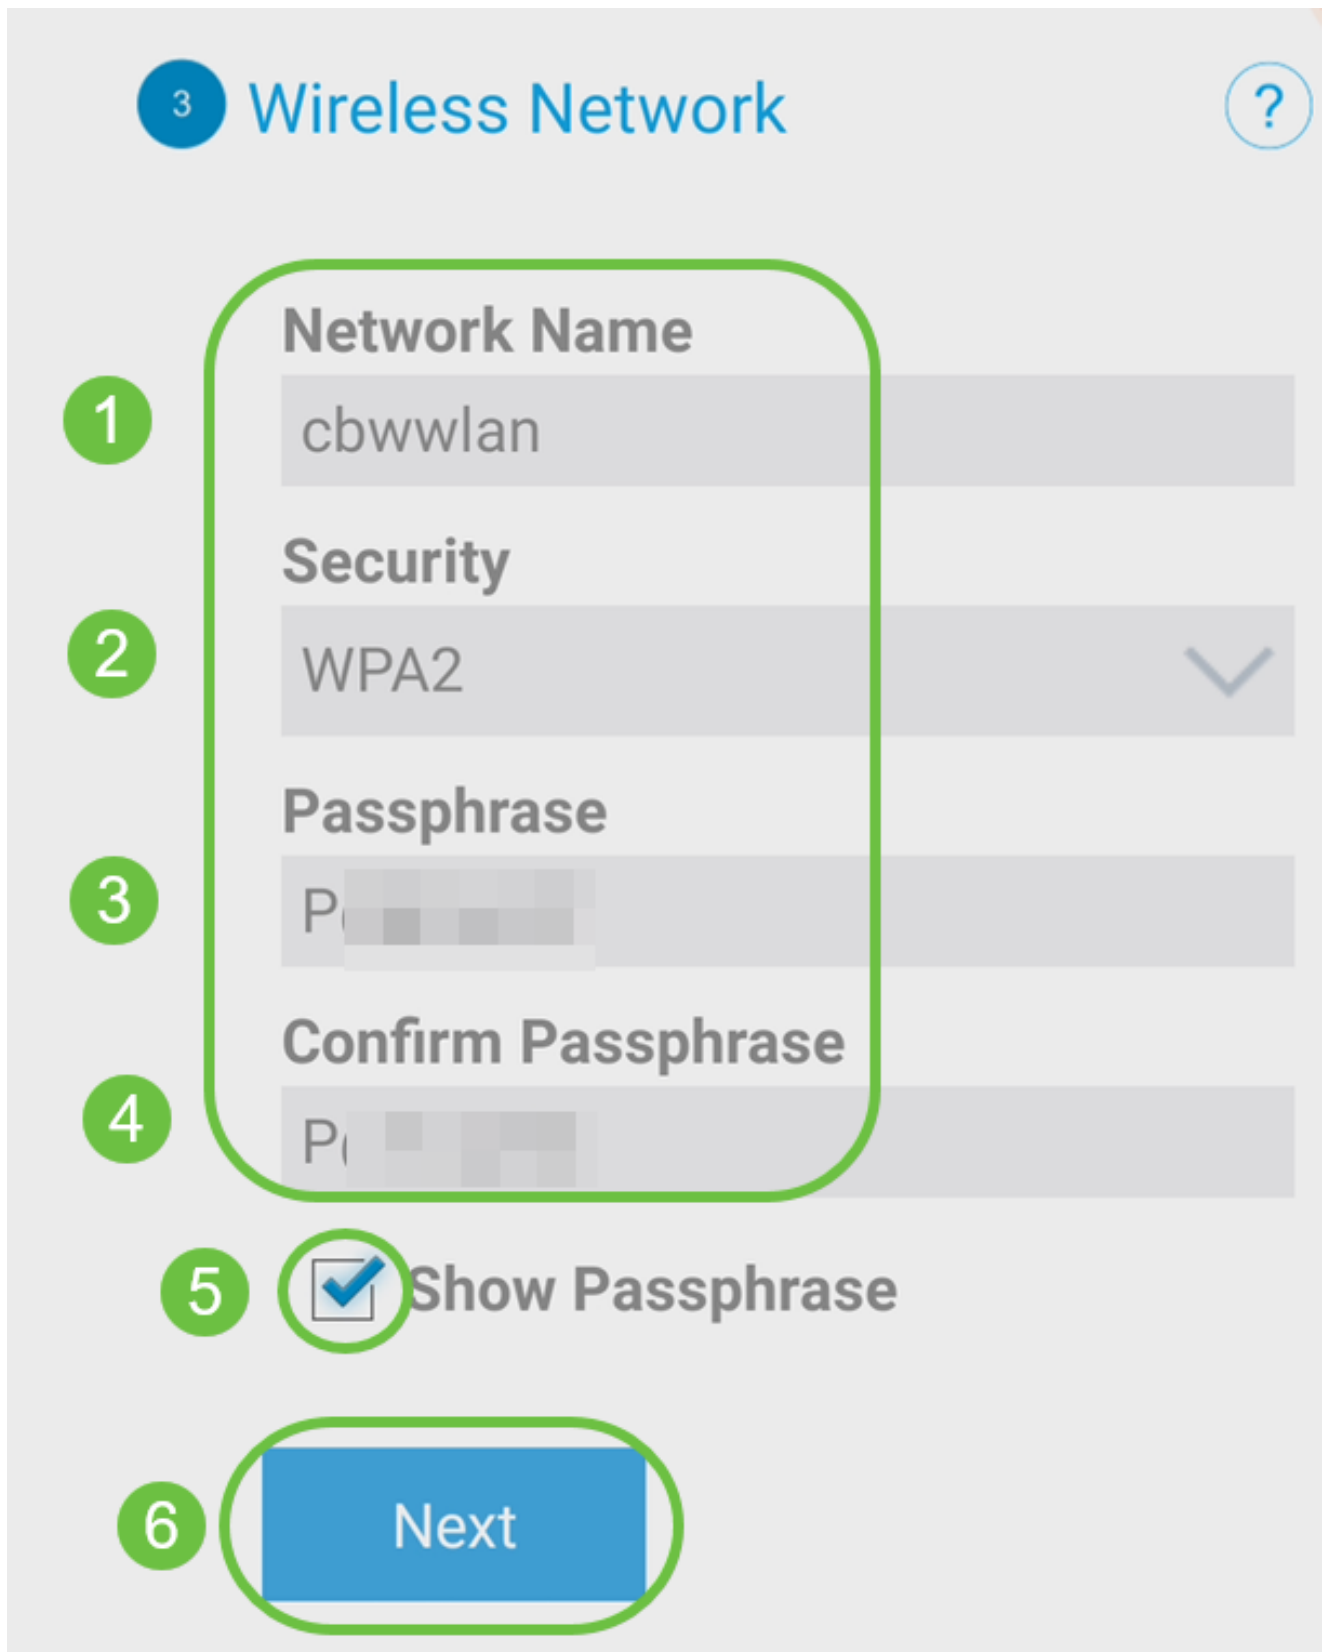 3 Wireless Network ?
Network Name
1 cbwwlan
Security
2 WPA2
Passphrase
3
Confirm Passphrase
4
5 Show Passphrase
6 Next